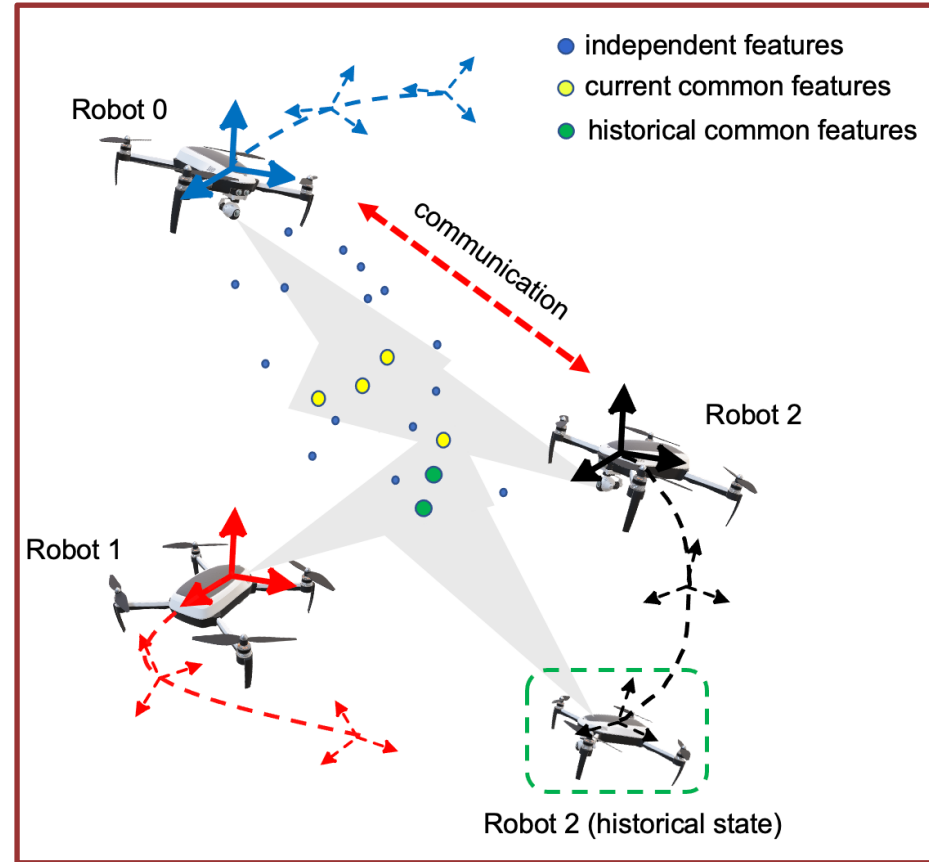 independent features
current common features
historical common features
Robot 0
communication
Robot 2
Robot 1
Robot 2 (historical state)